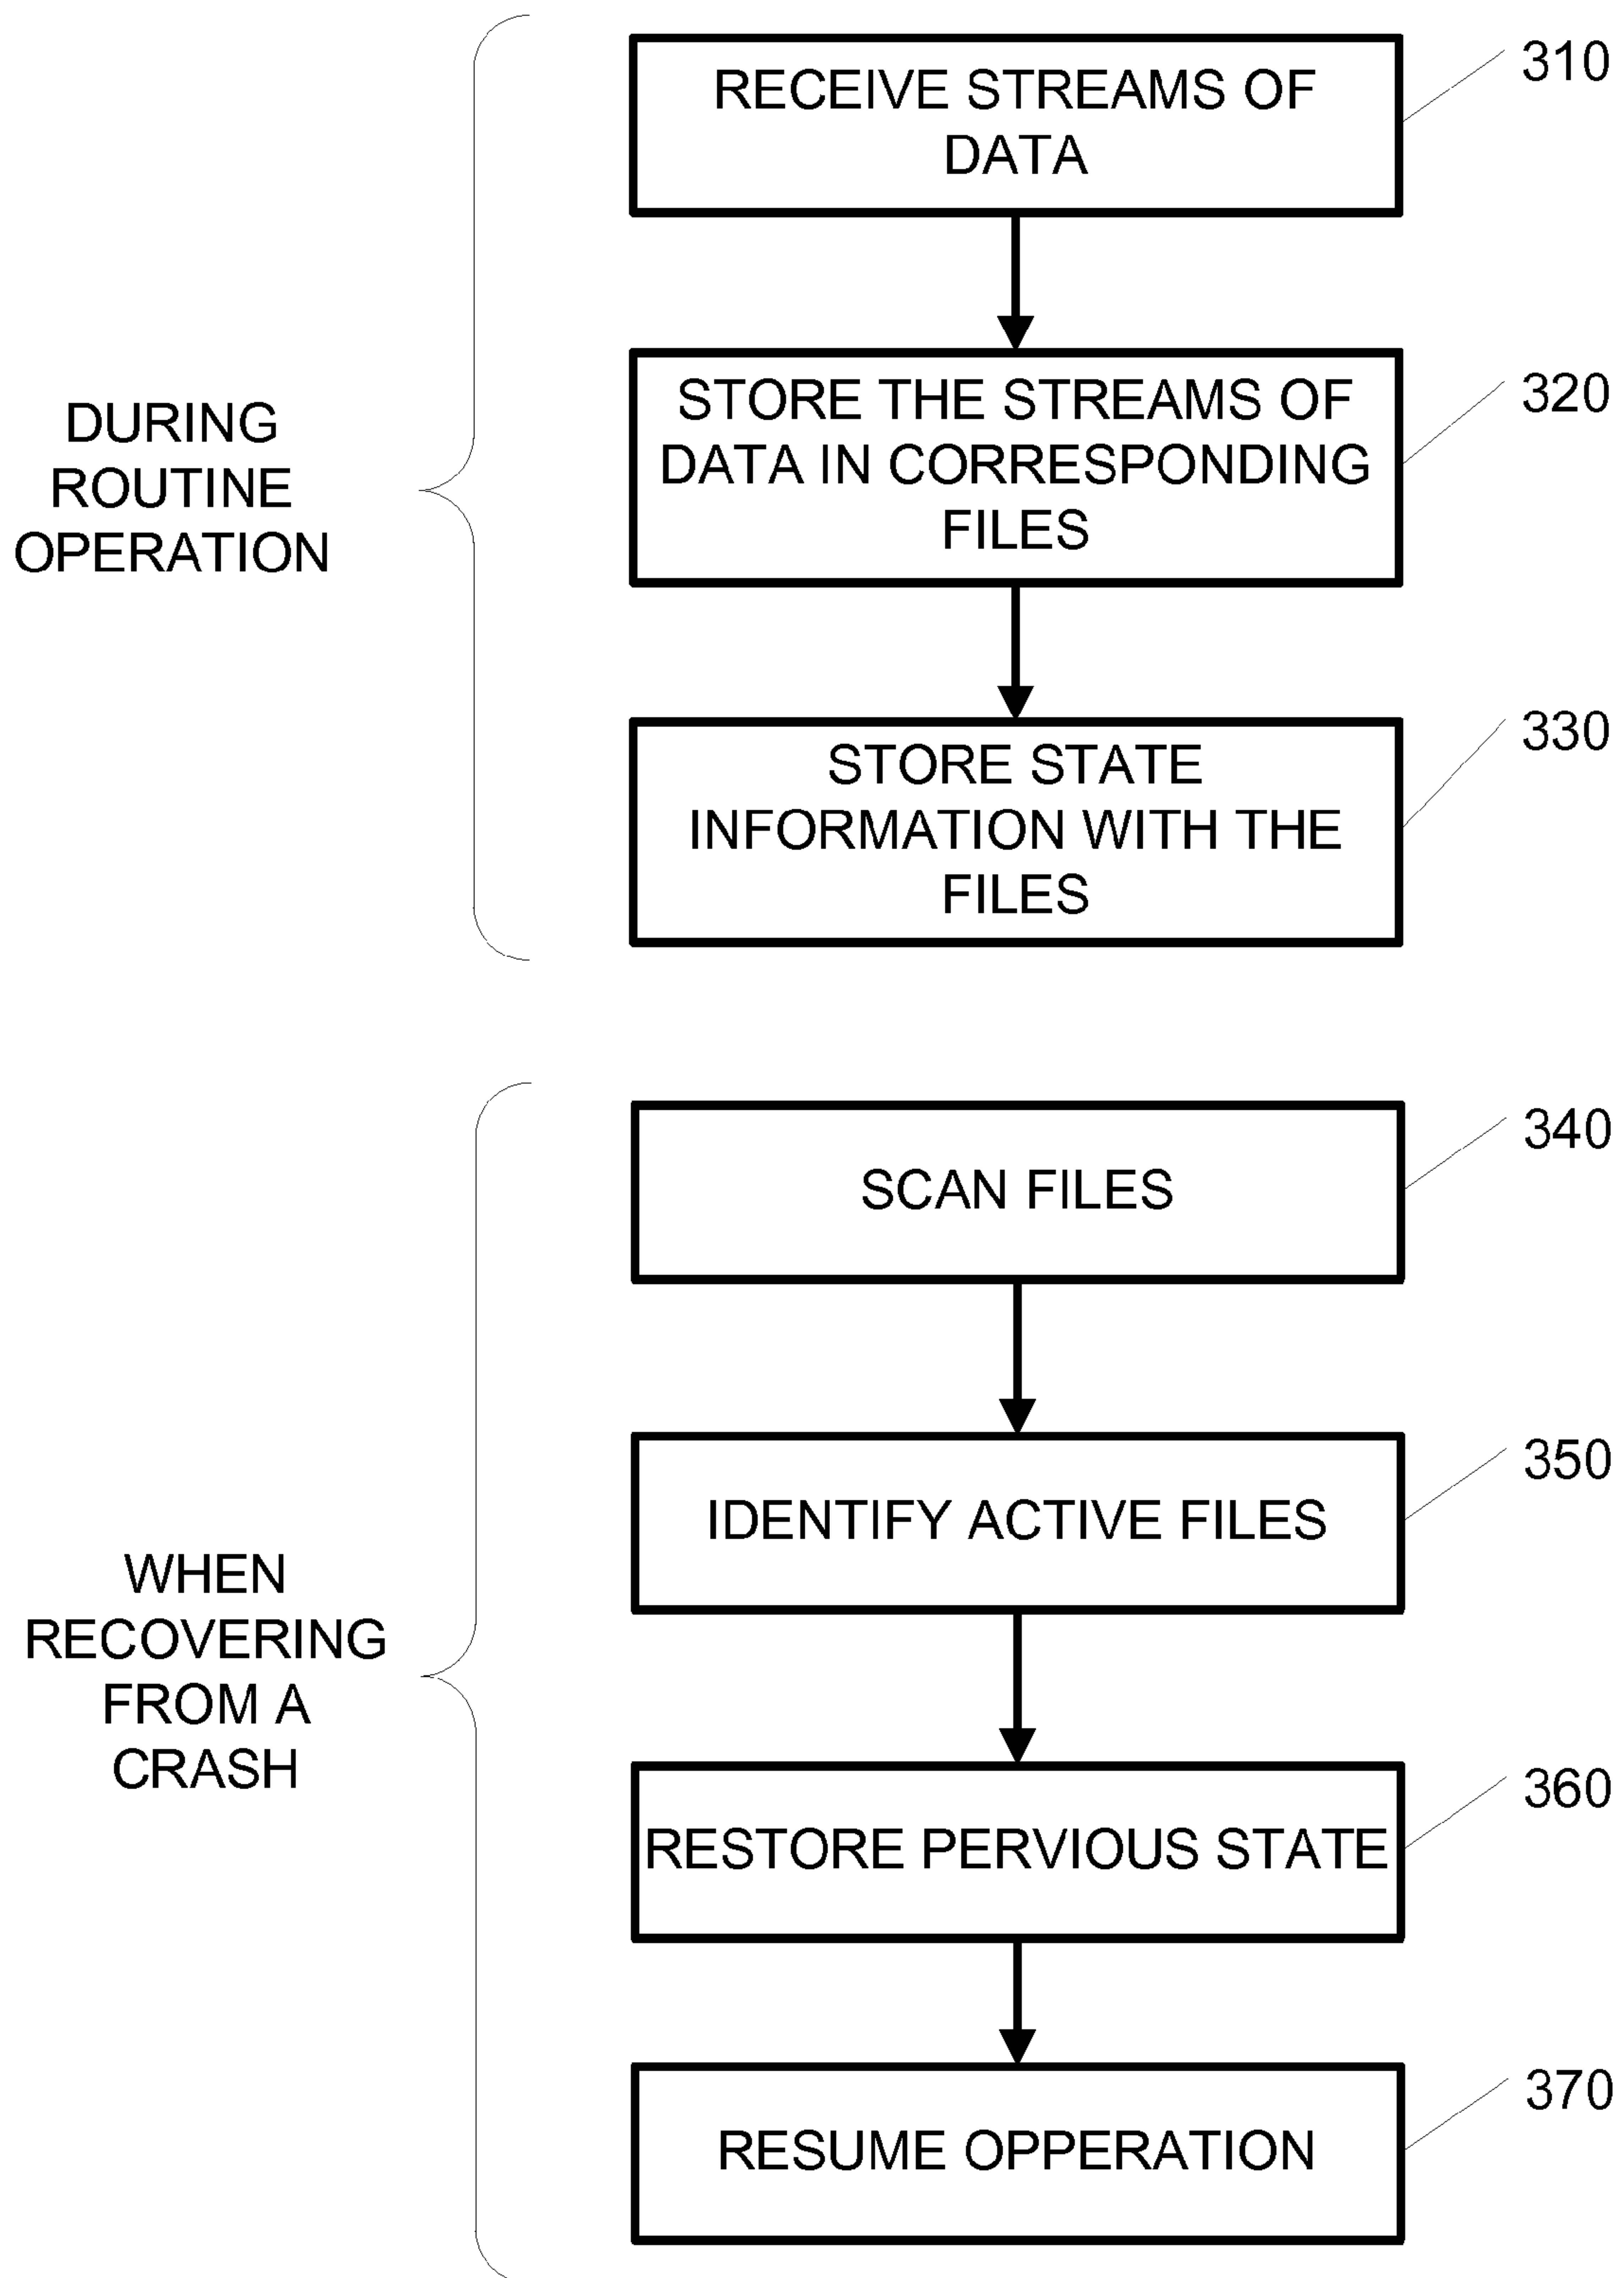 RECEIVE STREAMS OF
DATA
310
DURING
ROUTINE
OPERATION
STORE THE STREAMS OF
DATA IN CORRESPONDING
FILES
320
STORE STATE
INFORMATION WITH THE
FILES
330
SCAN FILES
340
WHEN
RECOVERING
FROM A
CRASH
IDENTIFY ACTIVE FILES
350
RESTORE PERVIOUS STATE
360
RESUME OPPERATION
370